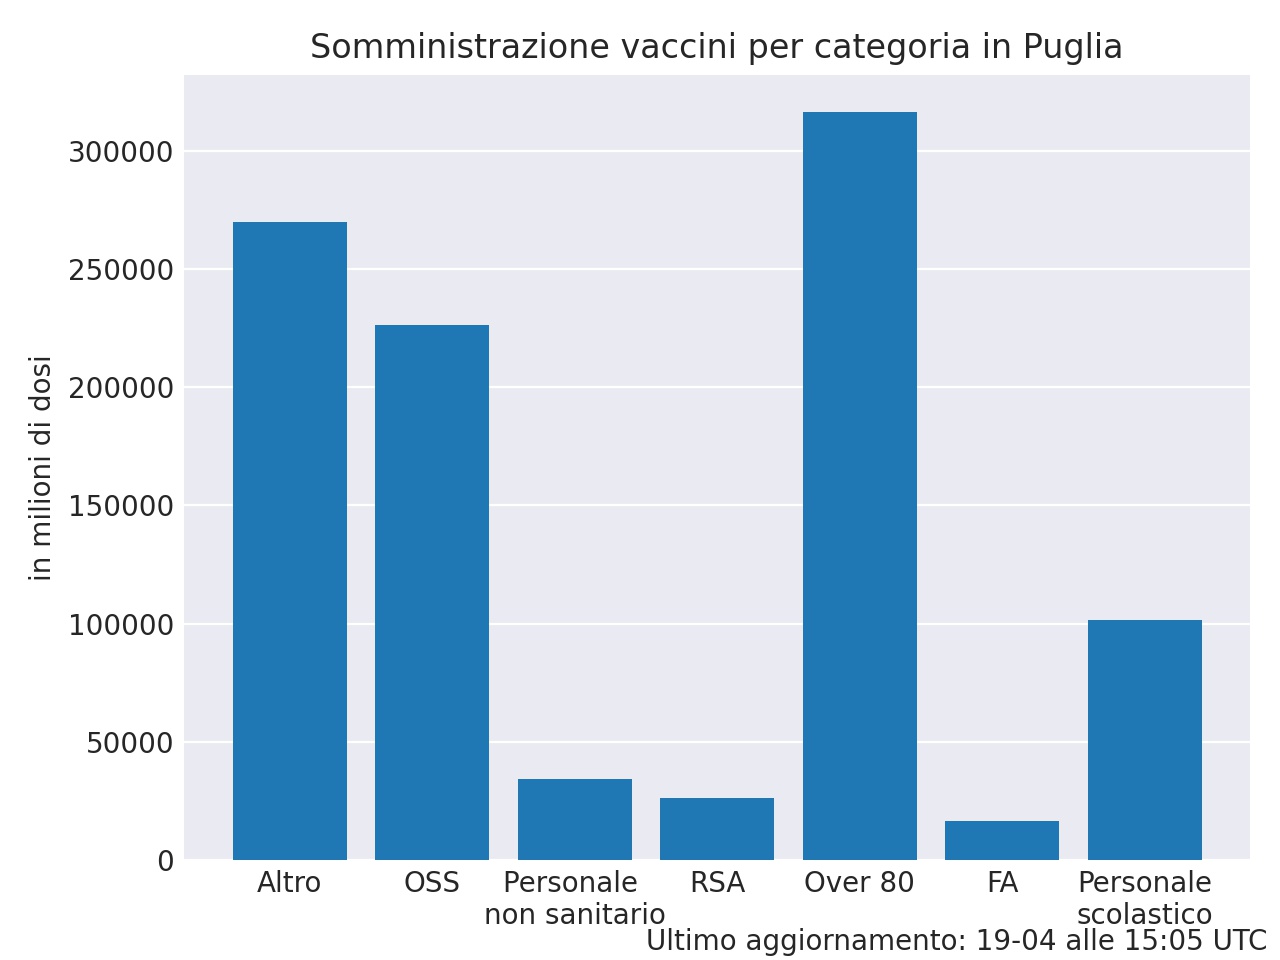 Somministrazione vaccini per categoria in Puglia
in milioni di dosi
300000
250000
200000
150000
100000
50000
0
Altro
OSS
Personale
non sanitario
RSA
Over 80
FA
Personale
scolastico
Ultimo aggiornamento: 19-04 alle 15:05 UTC